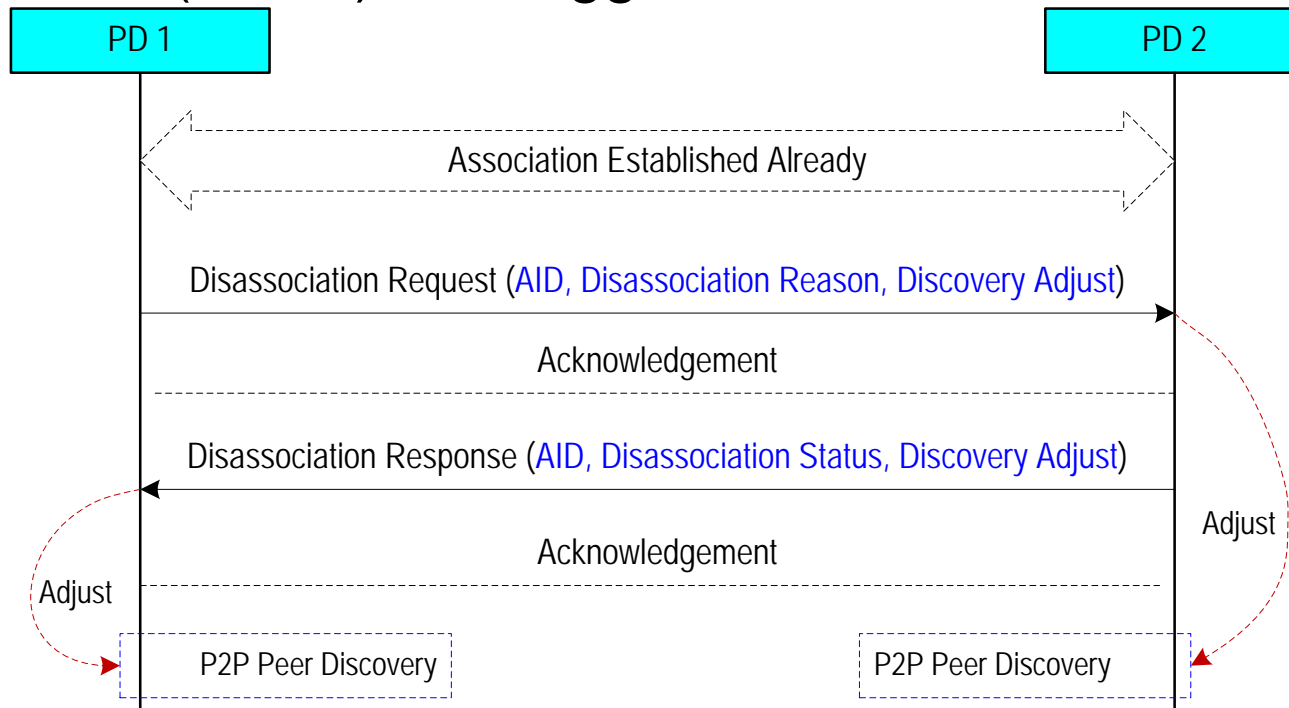 PD 1
PD 2
Association Established Already
Disassociation Request (AID, Disassociation Reason, Discovery Adjust)
Acknowledgement
Disassociation Response (AID, Disassociation Status, Discovery Adjust)
Adjust
Acknowledgement
Adjust
P2P Peer Discovery
P2P Peer Discovery